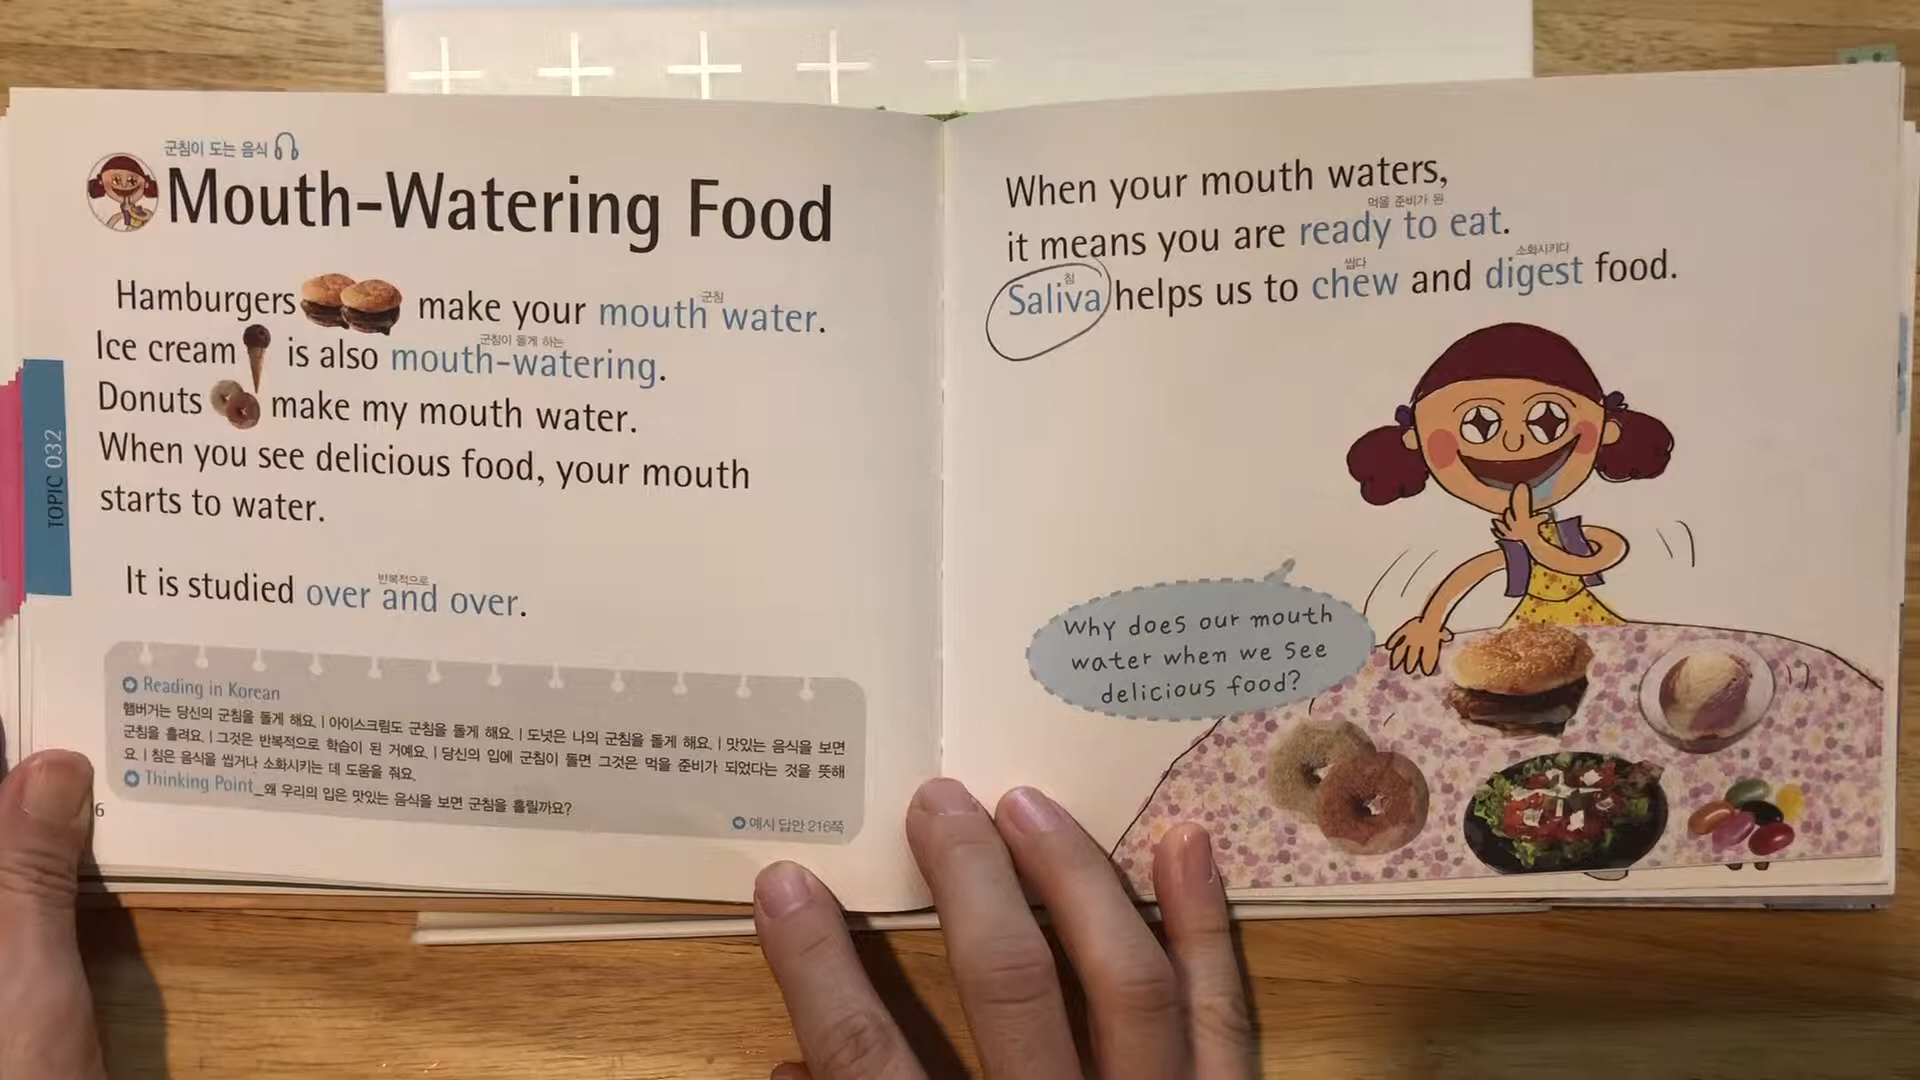 군침이 도는 음식
Mouth-Watering Food
Hamburgers make your mouth water.
군침
Ice cream is also mouth-watering.
군침이 돌게 하는
Donuts make my mouth water.
When you see delicious food, your mouth
starts to water.
It is studied over and over.
반복적으로
TOPIC 032
Reading in Korean
햄버거는 당신의 군침을 돌게 해요. | 아이스크림도 군침을 돌게 해요. | 도넛은 나의 군침을 돌게 해요. | 맛있는 음식을 보면
군침을 흘려요. | 그것은 반복적으로 학습이 된 거예요. | 당신의 입에 군침이 돌면 그것은 먹을 준비가 되었다는 것을 뜻해
요. | 침은 음식을 씹거나 소화시키는 데 도움을 줘요.
Thinking Point_왜 우리의 입은 맛있는 음식을 보면 군침을 흘릴까요?
예시 답안 216쪽
6
When your mouth waters,
먹을 준비가 된
it means you are ready to eat.
침 씹다 소화시키다
Saliva helps us to chew and digest food.
Why does our mouth
water when we see
delicious food?